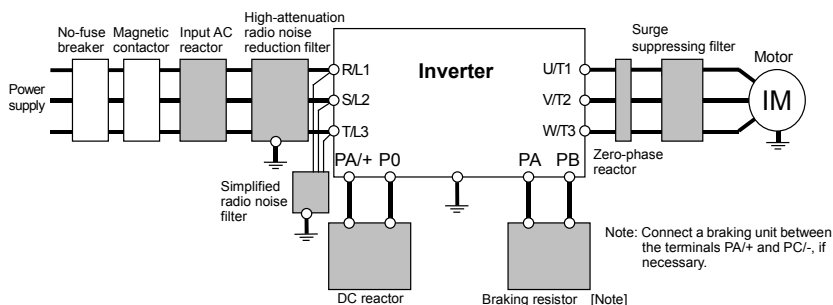 No-fuse
breaker
Magnetic
contactor
Input AC
reactor
High-attenuation
radio noise
reduction filter
Power
supply
R/L1
S/L2
T/L3
Inverter
U/T1
V/T2
W/T3
PA/+ P0
PA PB
Surge
suppressing filter
Motor
IM
Zero-phase
reactor
Simplified
radio noise
filter
DC reactor
Braking resistor [Note]
Note: Connect a braking unit between
the terminals PA/+ and PC/-, if
necessary.